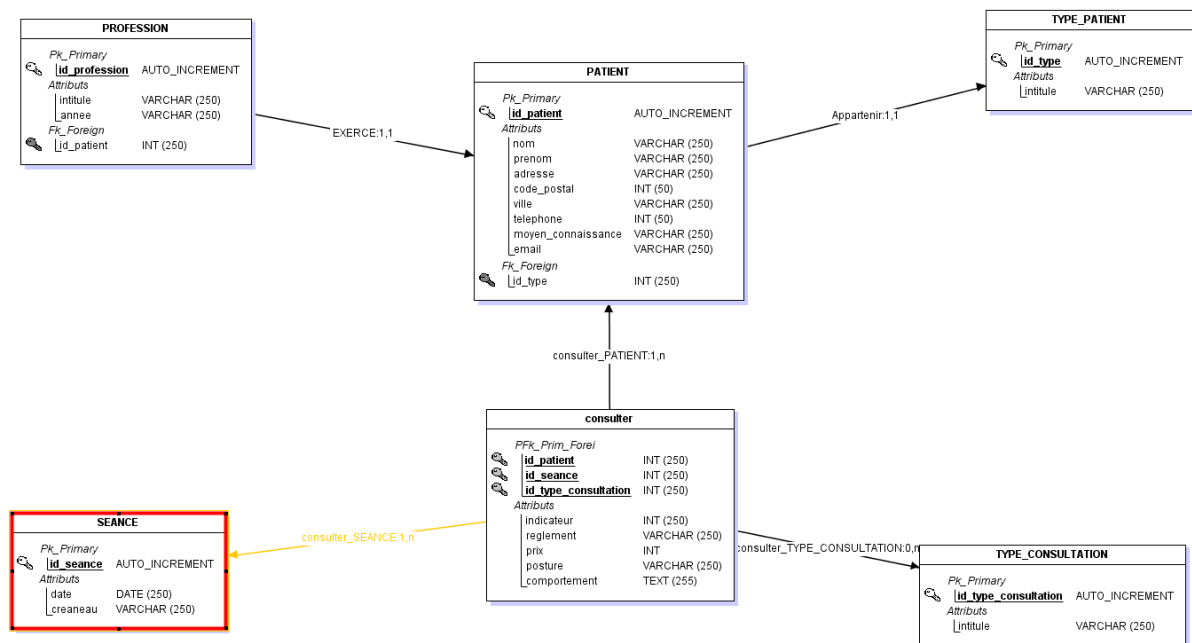 PROFESSION
Pk_Primary
id_profession AUTO_INCREMENT
Attributs
intitule VARCHAR (250)
annee VARCHAR (250)
Fk_Foreign
id_patient INT (250)
EXERCE:1,1
PATIENT
Pk_Primary
id_patient AUTO_INCREMENT
Attributs
nom VARCHAR (250)
prenom VARCHAR (250)
adresse VARCHAR (250)
code_postal INT (50)
ville VARCHAR (250)
telephone INT (50)
moyen_connaissance VARCHAR (250)
email VARCHAR (250)
Fk_Foreign
id_type INT (250)
Appartenir:1,1
TYPE_PATIENT
Pk_Primary
id_type AUTO_INCREMENT
Attributs
intitule VARCHAR (250)
consulter_PATIENT:1,n
consulter
PFk_Prim_Forei
id_patient INT (250)
id_seance INT (250)
id_type_consultation INT (250)
Attributs
indicateur INT (250)
reglement VARCHAR (250)
prix INT
posture VARCHAR (250)
comportement TEXT (255)
consulter_SEANCE:1,n
SEANCE
Pk_Primary
id_seance AUTO_INCREMENT
Attributs
date DATE (250)
creaneau VARCHAR (250)
consulter_TYPE_CONSULTATION:0,n
TYPE_CONSULTATION
Pk_Primary
id_type_consultation AUTO_INCREMENT
Attributs
intitule VARCHAR (250)